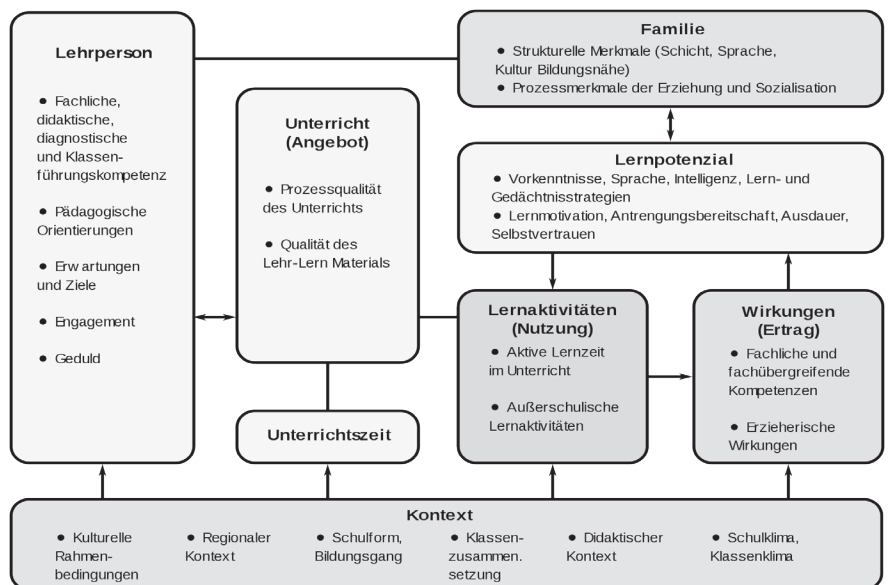 Lehrperson
● Fachliche,
didaktische,
diagnostische
und Klassen-
führungskompetenz
● Pädagogische
Orientierungen
● Erwartungen
und Ziele
● Engagement
● Geduld
Unterricht
(Angebot)
● Prozessqualität
des Unterrichts
● Qualität des
Lehr-Lern Materials
Unterrichtszeit
Familie
● Strukturelle Merkmale (Schicht, Sprache,
Kultur Bildungsnähe)
● Prozessmerkmale der Erziehung und Sozialisation
Lernpotenzial
● Vorkenntnisse, Sprache, Intelligenz, Lern- und
Gedächtnisstrategien
● Lernmotivation, Antrengungsbereitschaft, Ausdauer,
Selbstvertrauen
Lernaktivitäten
(Nutzung)
● Aktive Lernzeit
im Unterricht
● Außerschulische
Lernaktivitäten
Wirkungen
(Ertrag)
● Fachliche und
fachübergreifende
Kompetenzen
● Erzieherische
Wirkungen
Kontext
● Kulturelle
Rahmen-
bedingungen
● Regionaler
Kontext
● Schulform,
Bildungsgang
● Klassen-
zusammen.
setzung
● Didaktischer
Kontext
● Schulklima,
Klassenklima